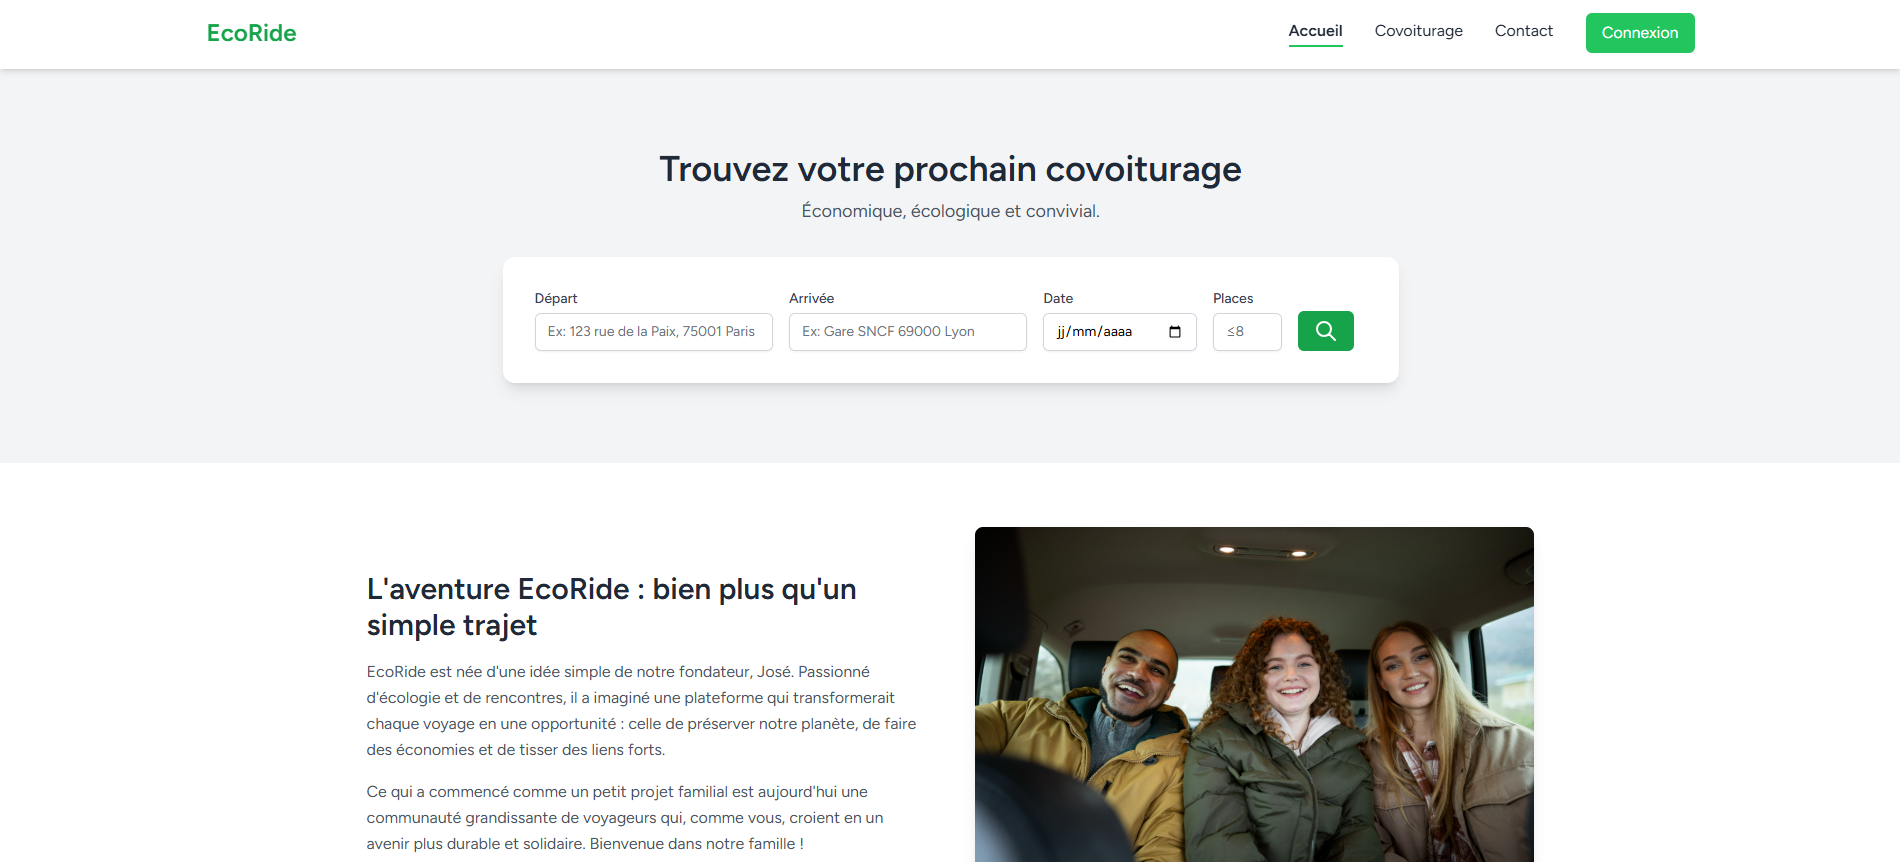 EcoRide
Accueil
Covoiturage
Contact
Connexion
Trouvez votre prochain covoiturage
Économique, écologique et convivial.
Départ
Arrivée
Date
Places
Ex: 123 rue de la Paix, 75001 Paris
Ex: Gare SNCF 69000 Lyon
jj/mm/aaaa
≤8
L'aventure EcoRide : bien plus qu'un
simple trajet
EcoRide est née d'une idée simple de notre fondateur, José. Passionné
d'écologie et de rencontres, il a imaginé une plateforme qui transformerait
chaque voyage en une opportunité : celle de préserver notre planète, de faire
des économies et de tisser des liens forts.
Ce qui a commencé comme un petit projet familial est aujourd'hui une
communauté grandissante de voyageurs qui, comme vous, croient en un
avenir plus durable et solidaire. Bienvenue dans notre famille !